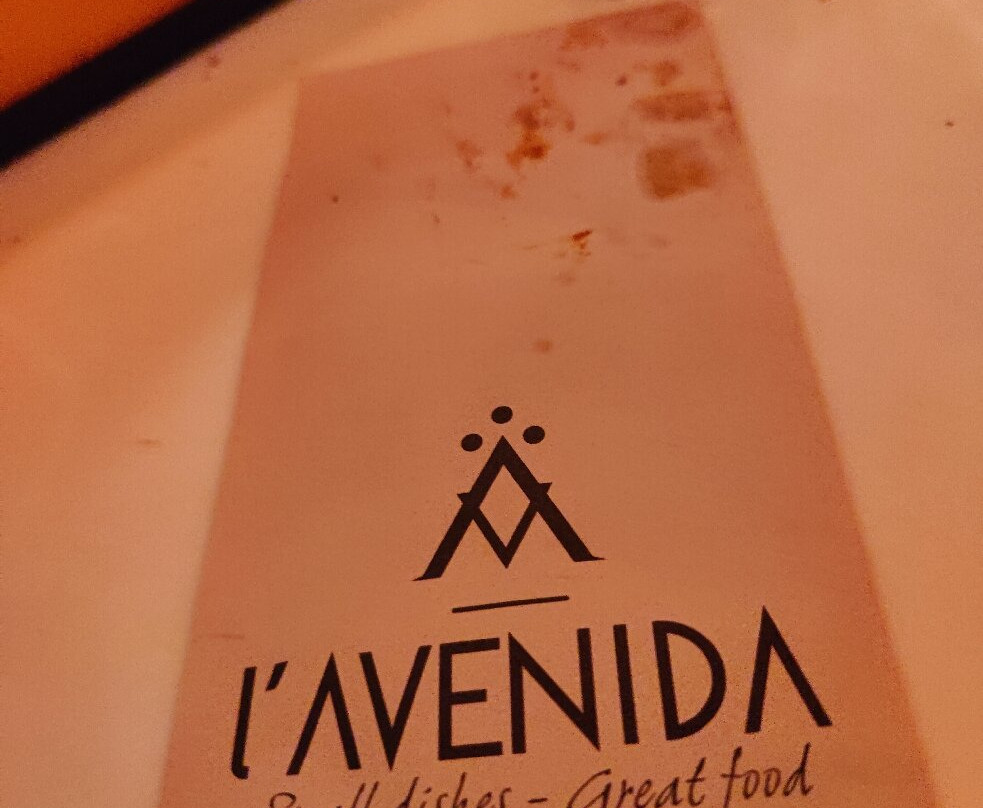 l'AVENIDA
Small dishes - Great food